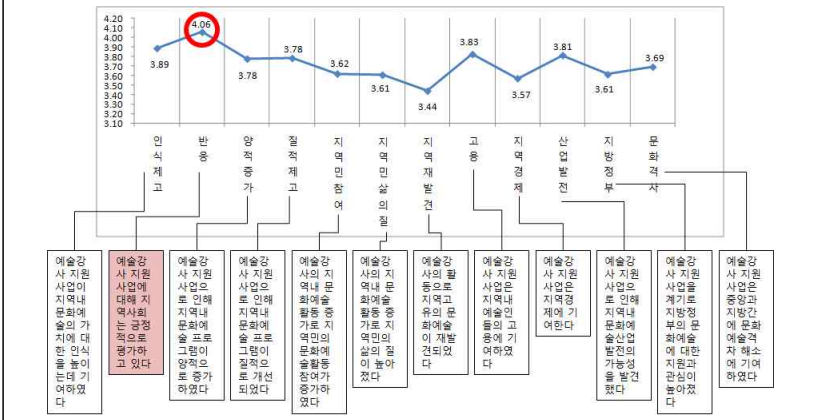 4.20
4.10
4.00
3.90
3.80
3.70
3.60
3.50
3.40
3.30
3.20
3.10
3.89
4.06
3.78
3.78
3.62
3.61
3.44
3.83
3.57
3.81
3.61
3.69
인식제고
반응
양적증가
질적제고
지역민참여
지역민삶의질
지역재발견
고용
지역경제
산업발전
지방정부
문화격차
예술강
사 지원
사업이
지역내
문화예
술의 가
치에 대
한 인식
을 높이
는데 기
여하였
다
예술강
사 지원
사업에
대해 지
역사회
는 긍정
적으로
평가하
고 있다
예술강
사 지원
사업으
로 인해
지역내
문화예
술 프로
그램이
양적으
로 증가
하였다
예술강
사 지원
사업으
로 인해
지역내
문화예
술 프로
그램이
질적으
로 개선
되었다
예술강
사의 지
역내 문
화예술
활동 증
가로 지
역민의
문화예
술활동
참여가
증가하
였다
예술강
사의 지
역내 문
화예술
활동 증
가로 지
역민의
삶의 질
이 높아
졌다
예술강
사의 활
동으로
지역고
유의 문
화예술
이 재발
견되었
다
예술강
사 지원
사업은
지역내
예술인
들의 고
용에 기
여하였
다
예술강
사 지원
사업은
지역경
제에 기
여한다
예술강
사 지원
사업으
로 인해
지역내
문화예
술산업
발전의
가능성
을 발견
했다
예술강
사 지원
사업을
계기로
지방정
부의 문
화예술
에 대한
지원과
관심이
높아졌
다
예술강
사 지원
사업은
중앙과
지방간
에 문화
예술격
차 해소
에 기여
하였다